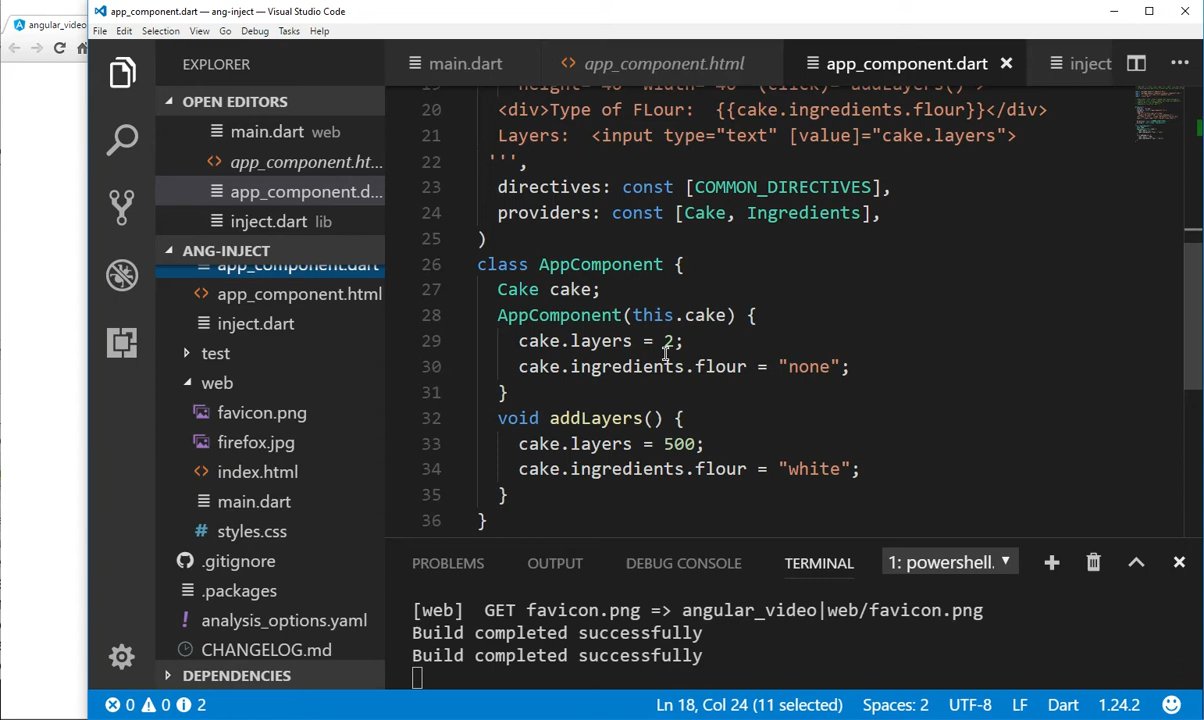 angular_video
app_component.dart — ang-inject — Visual Studio Code
File Edit Selection View Go Debug Tasks Help
EXPLORER
main.dart
app_component.html
app_component.dart
inject
OPEN EDITORS
main.dart web
app_component.ht...
app_component.d...
inject.dart lib
ANG-INJECT
app_component.dart
app_component.html
inject.dart
test
web
favicon.png
firefox.jpg
index.html
main.dart
styles.css
.gitignore
.packages
analysis_options.yaml
CHANGELOG.md
DEPENDENCIES
19 height="40" width="40" (click)="addLayers()">
20 <div>Type of FLour:  {{cake.ingredients.flour}}</div>
21 Layers:  <input type="text" [value]="cake.layers">
22 ''',
23 directives: const [COMMON_DIRECTIVES],
24 providers: const [Cake, Ingredients],
25 )
26 class AppComponent {
27 Cake cake;
28 AppComponent(this.cake) {
29 cake.layers = 2;
30 cake.ingredients.flour = "none";
31 }
32 void addLayers() {
33 cake.layers = 500;
34 cake.ingredients.flour = "white";
35 }
36 }
PROBLEMS OUTPUT DEBUG CONSOLE TERMINAL 1: powershell.
[web]  GET favicon.png => angular_video|web/favicon.png
Build completed successfully
Build completed successfully
0 0 2 Ln 18, Col 24 (11 selected) Spaces: 2 UTF-8 LF Dart 1.24.2